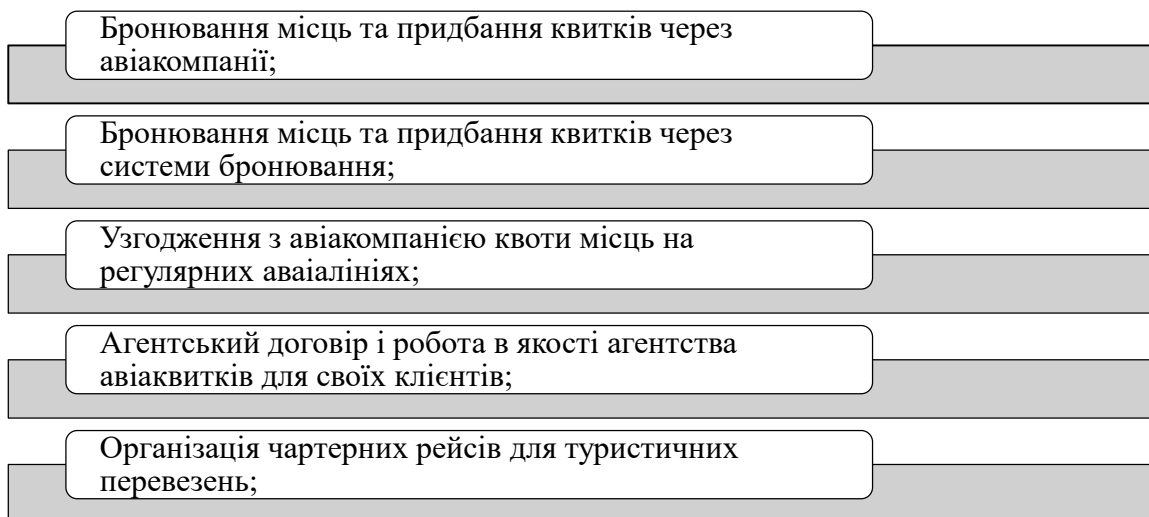 Бронювання місць та придбання квитків через
авіакомпанії;
Бронювання місць та придбання квитків через
системи бронювання;
Узгодження з авіакомпанією квоти місць на
регулярних аваіалініях;
Агентський договір і робота в якості агентства
авіаквитків для своїх клієнтів;
Організація чартерних рейсів для туристичних
перевезень;